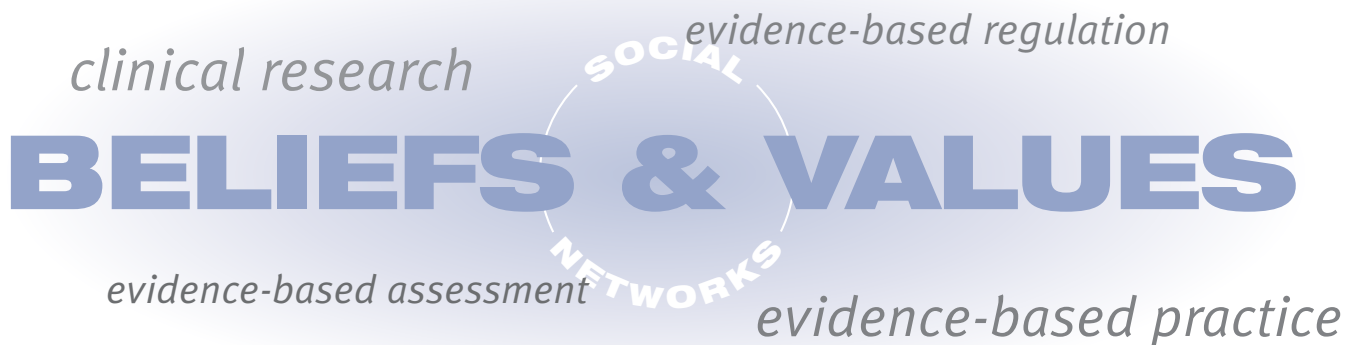 evidence-based regulation
clinical research
SOCIAL
BELIEFS & VALUES
NETWORKS
evidence-based assessment
evidence-based practice